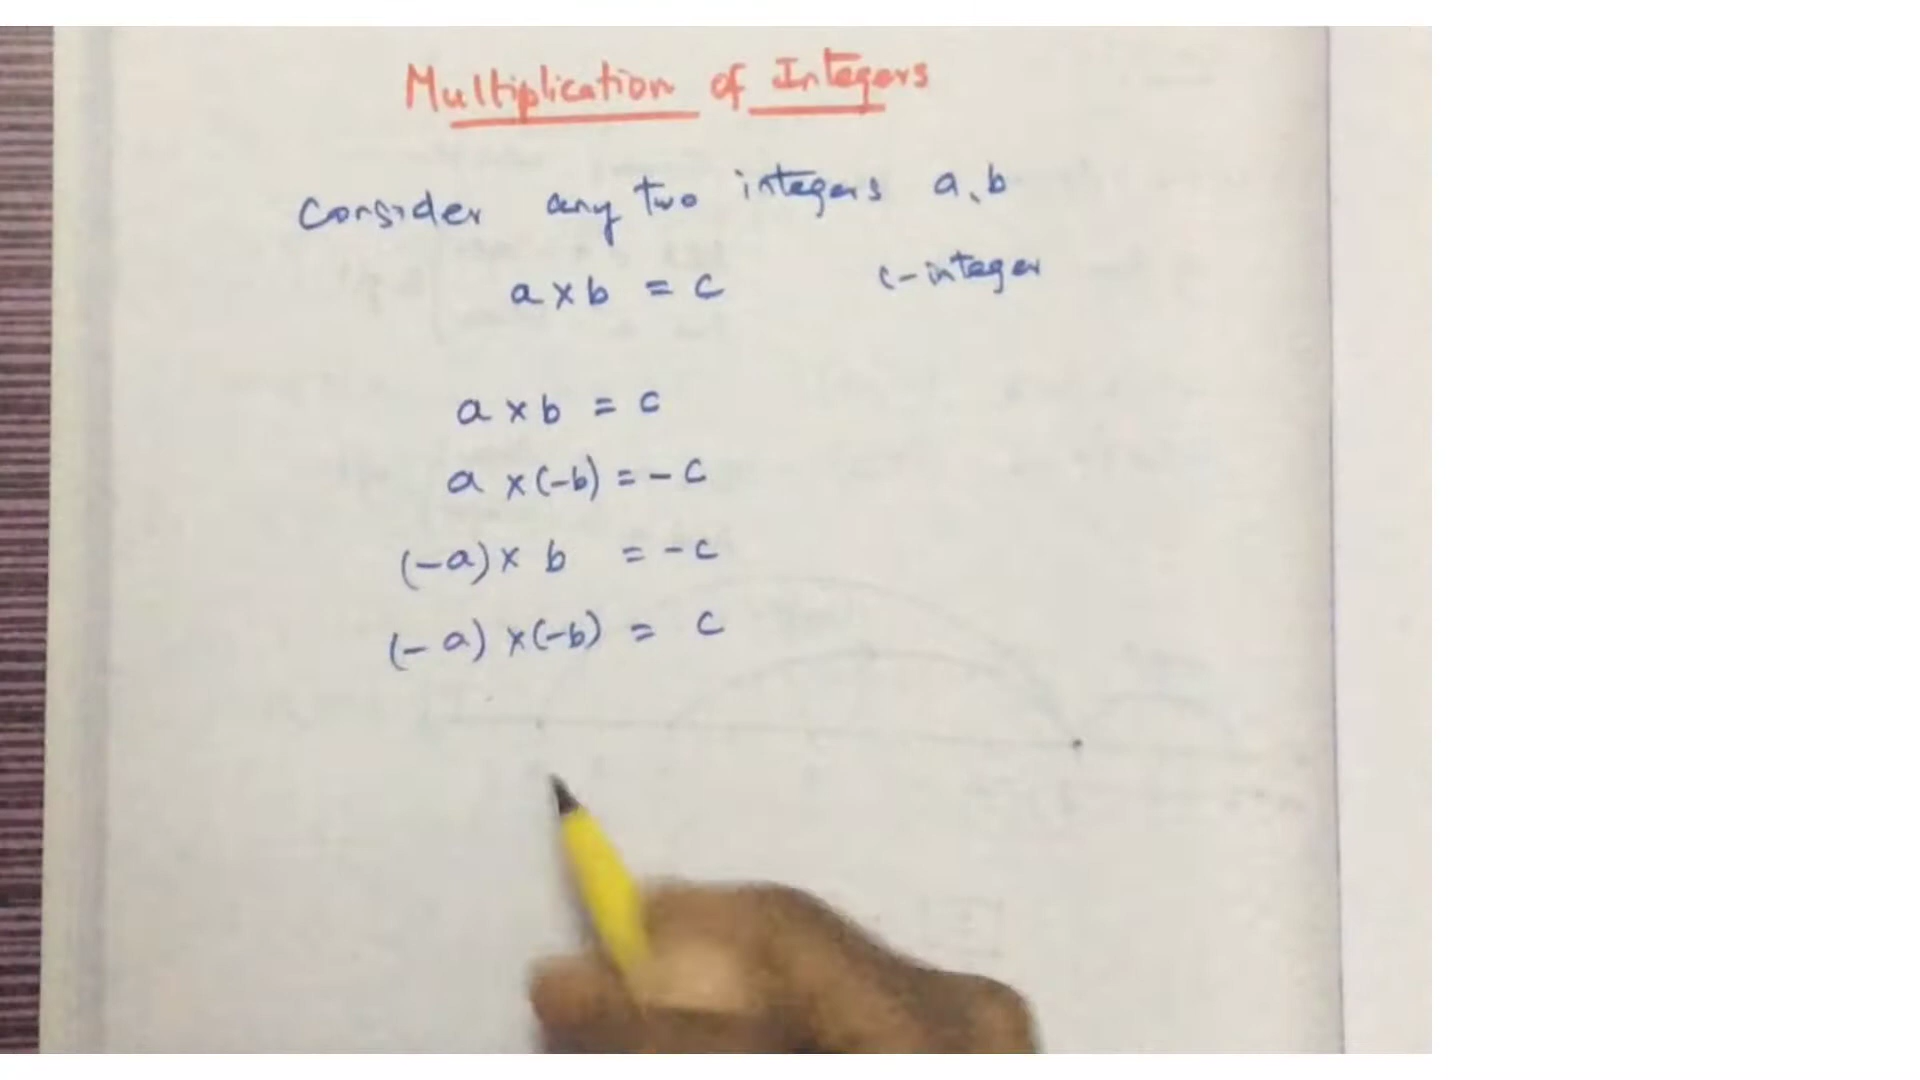 Multiplication of Integers
Consider any two integers a, b
a × b = c c - integer
a × b = c
a × (-b) = - c
(-a) × b = - c
(- a) × (-b) = c